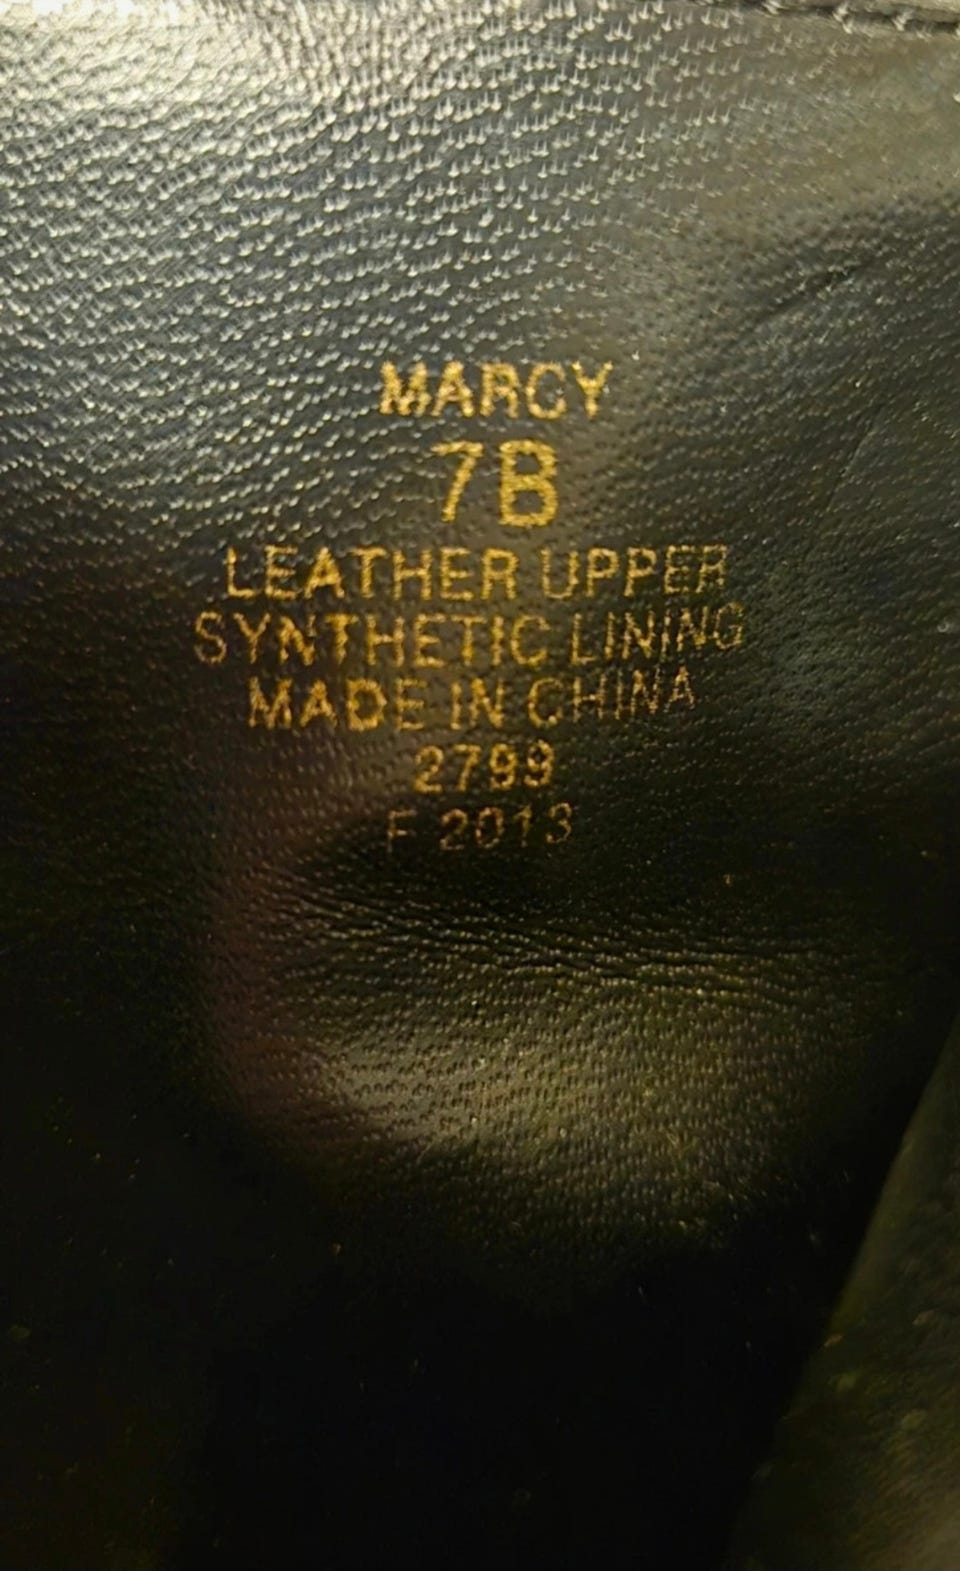 MARCY
7B
LEATHER UPPER
SYNTHETIC LINING
MADE IN CHINA
2799
F 2013